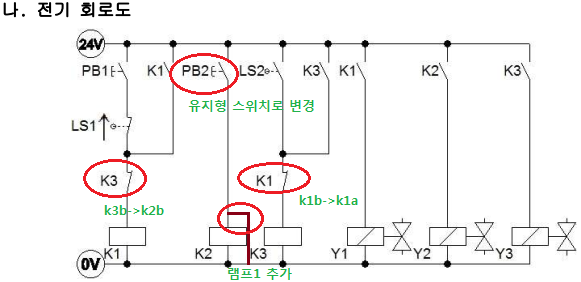 나. 전기 회로도
24V
PB1 K1 PB2 LS2 K3 K1 K2 K3
유지형 스위치로 변경
LS1
K3 K1
k3b->k2b k1b->k1a
K1 K2 K3 Y1 Y2 Y3
0V
램프1 추가